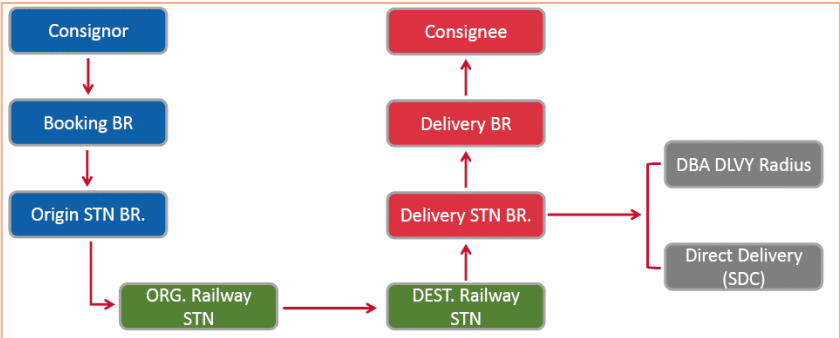 Consignor
Booking BR
Origin STN BR.
ORG. Railway
STN
DEST. Railway
STN
Delivery STN BR.
Delivery BR
Consignee
DBA DLVY Radius
Direct Delivery
(SDC)